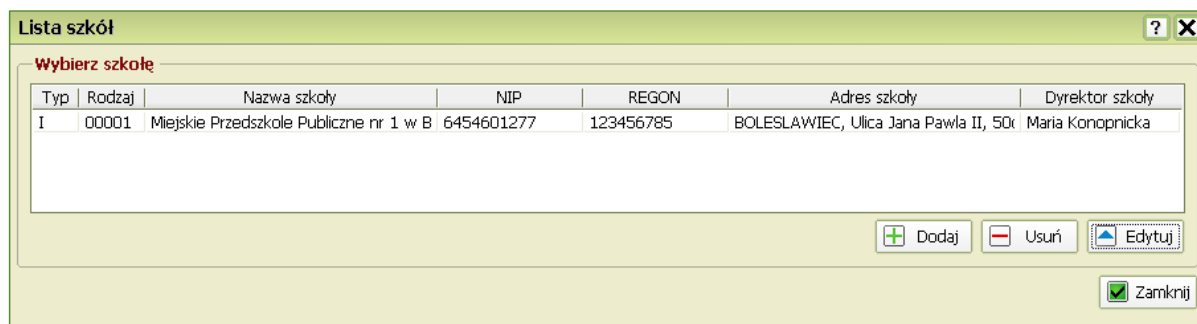 Lista szkół
?
Wybierz szkołę
Typ Rodzaj Nazwa szkoły NIP REGON Adres szkoły Dyrektor szkoły
I 00001 Miejskie Przedszkole Publiczne nr 1 w B 6454601277 123456785 BOLESLAWIEC, Ulica Jana Pawla II, 50 Maria Konopnicka
Dodaj Usuń Edytuj
Zamknij